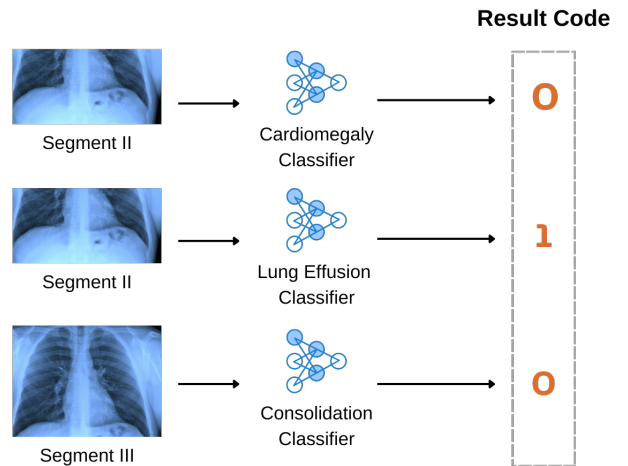 Result Code
Segment II
Cardiomegaly
Classifier
0
Segment II
Lung Effusion
Classifier
1
Segment III
Consolidation
Classifier
0